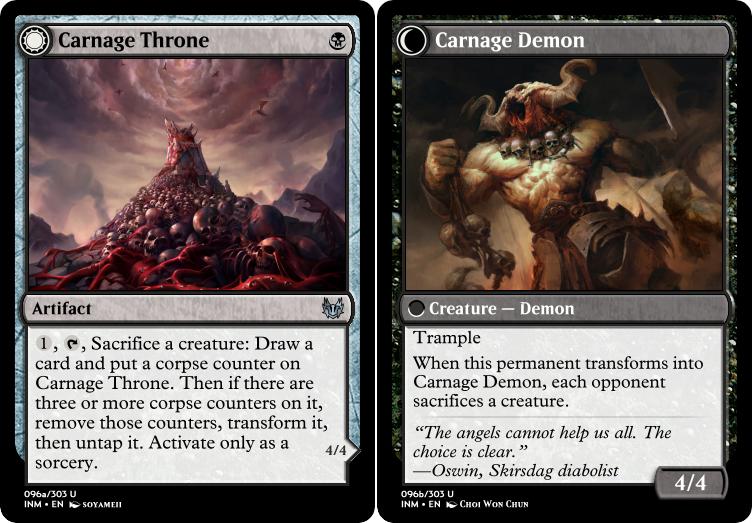 Carnage Throne
Artifact
1, Sacrifice a creature: Draw a
card and put a corpse counter on
Carnage Throne. Then if there are
three or more corpse counters on it,
remove those counters, transform it,
then untap it. Activate only as a
sorcery.
4/4
096a/303 U
INM • EN SOYAMEII
Carnage Demon
Creature — Demon
Trample
When this permanent transforms into
Carnage Demon, each opponent
sacrifices a creature.
“The angels cannot help us all. The
choice is clear.”
—Oswin, Skirsdag diabolist
4/4
096b/303 U
INM • EN Choi Won Chun